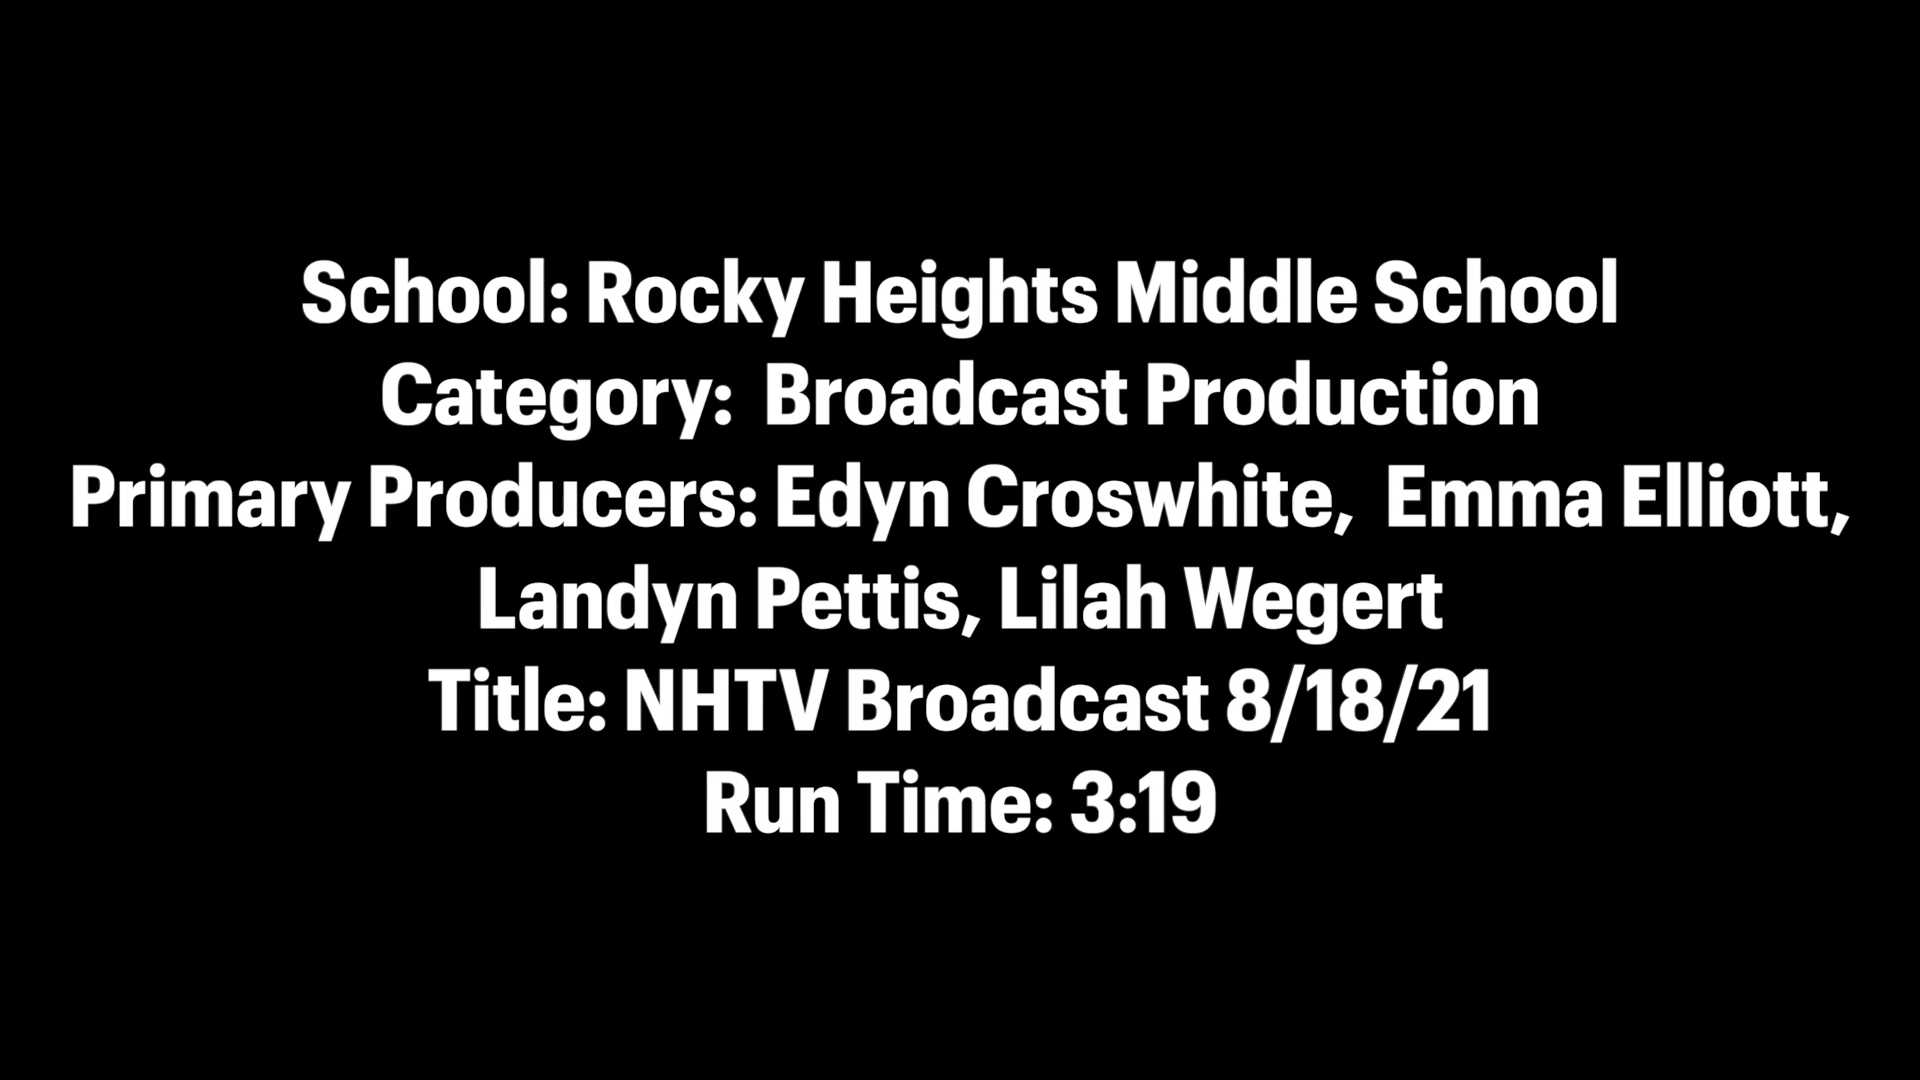 School: Rocky Heights Middle School
Category:  Broadcast Production
Primary Producers: Edyn Croswhite,  Emma Elliott,
Landyn Pettis, Lilah Wegert
Title: NHTV Broadcast 8/18/21
Run Time: 3:19